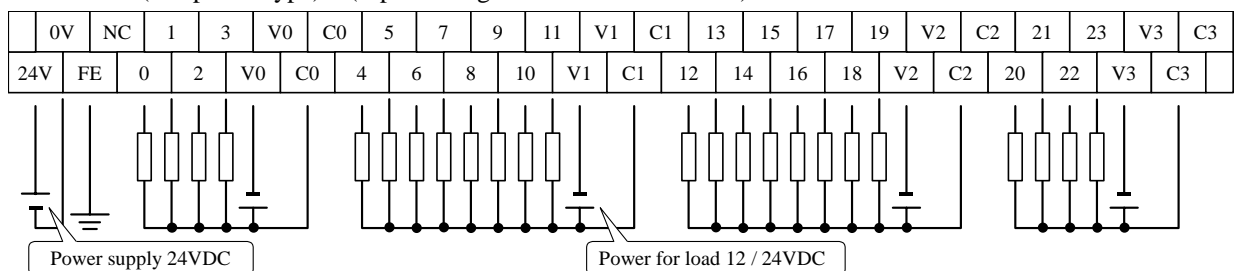 0V NC 1 3 V0 C0 5 7 9 11 V1 C1 13 15 17 19 V2 C2 21 23 V3 C3
24V FE 0 2 V0 C0 4 6 8 10 V1 C1 12 14 16 18 V2 C2 20 22 V3 C3
Power supply 24VDC Power for load 12 / 24VDC